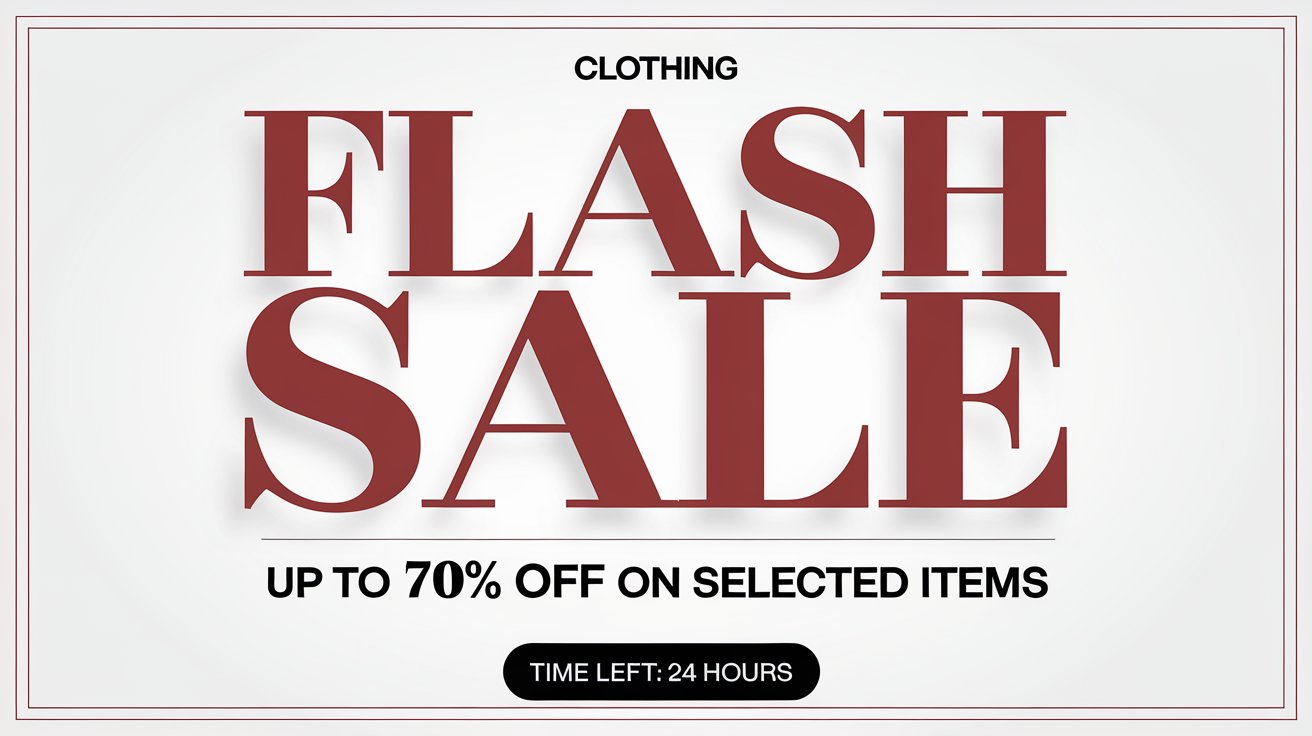 CLOTHING
FLASH
SALE
UP TO 70% OFF ON SELECTED ITEMS
TIME LEFT: 24 HOURS